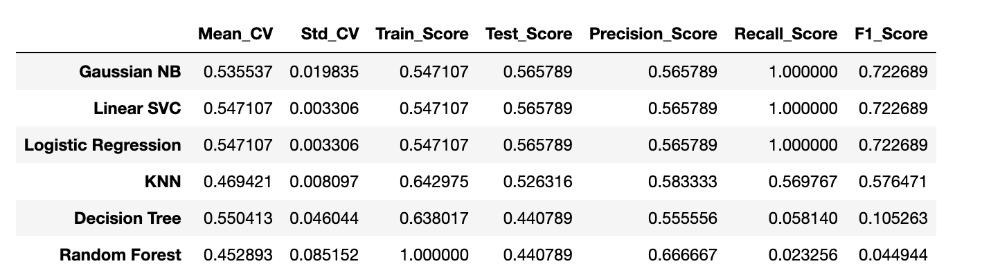 Mean_CV Std_CV Train_Score Test_Score Precision_Score Recall_Score F1_Score
Gaussian NB 0.535537 0.019835 0.547107 0.565789 0.565789 1.000000 0.722689
Linear SVC 0.547107 0.003306 0.547107 0.565789 0.565789 1.000000 0.722689
Logistic Regression 0.547107 0.003306 0.547107 0.565789 0.565789 1.000000 0.722689
KNN 0.469421 0.008097 0.642975 0.526316 0.583333 0.569767 0.576471
Decision Tree 0.550413 0.046044 0.638017 0.440789 0.555556 0.058140 0.105263
Random Forest 0.452893 0.085152 1.000000 0.440789 0.666667 0.023256 0.044944